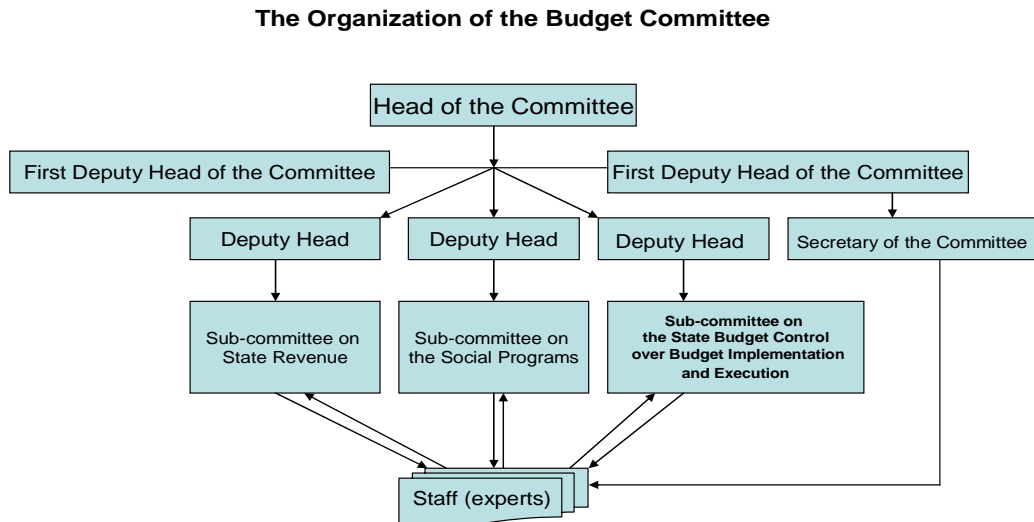 The Organization of the Budget Committee
Head of the Committee
First Deputy Head of the Committee
First Deputy Head of the Committee
Deputy Head
Deputy Head
Deputy Head
Secretary of the Committee
Sub-committee on
State Revenue
Sub-committee on
the Social Programs
Sub-committee on
the State Budget Control
over Budget Implementation
and Execution
Staff (experts)